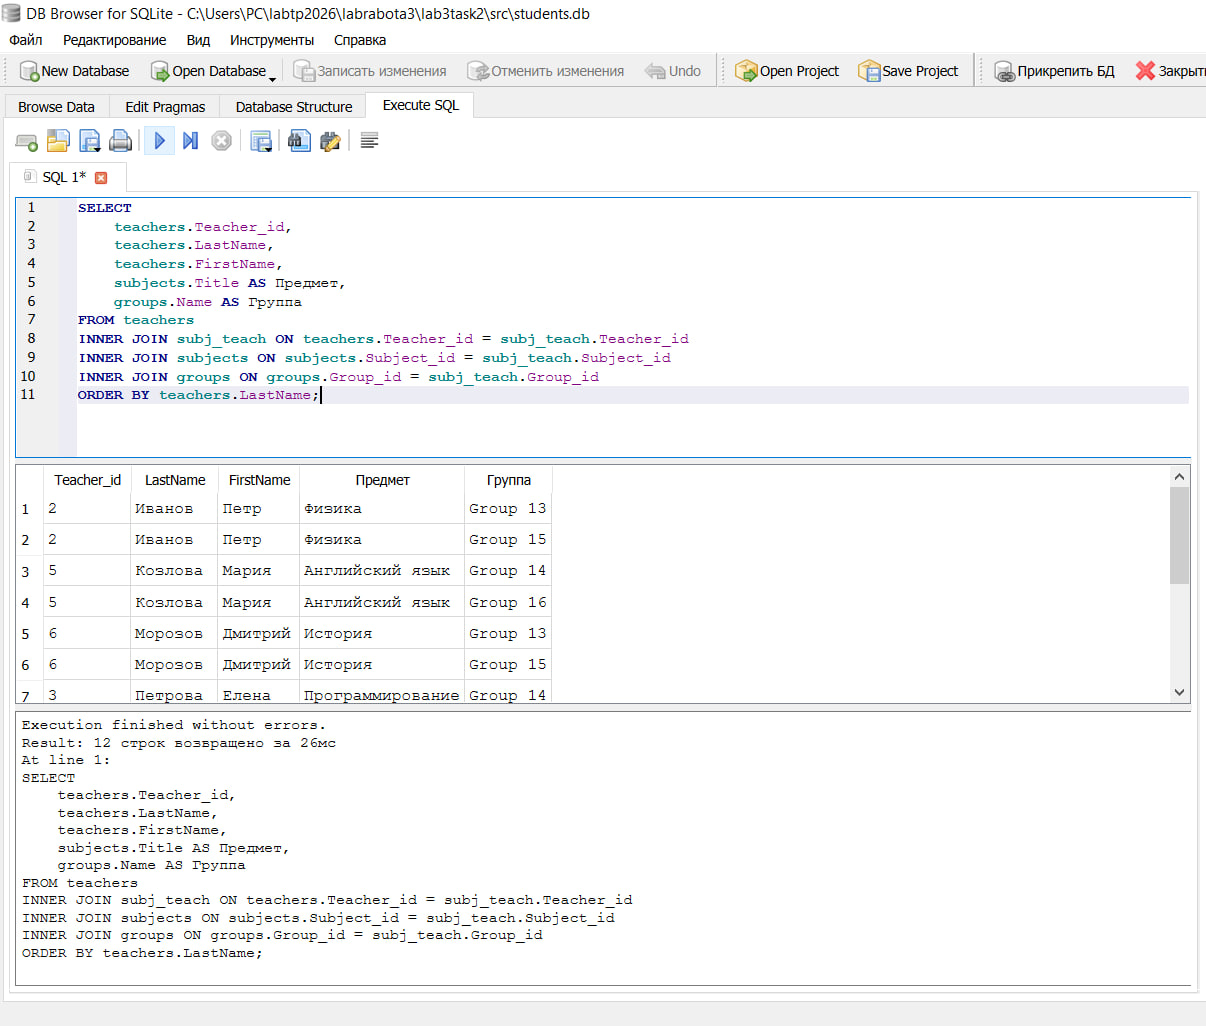 DB Browser for SQLite - C:\Users\PC\labtp2026\labrabota3\lab3task2\src\students.db
Файл Редактирование Вид Инструменты Справка
New Database Open Database Записать изменения Отменить изменения Undo Open Project Save Project Прикрепить БД Закрыт
Browse Data Edit Pragmas Database Structure Execute SQL
SQL 1*
1 SELECT
2 teachers.Teacher_id,
3 teachers.LastName,
4 teachers.FirstName,
5 subjects.Title AS Предмет,
6 groups.Name AS Группа
7 FROM teachers
8 INNER JOIN subj_teach ON teachers.Teacher_id = subj_teach.Teacher_id
9 INNER JOIN subjects ON subjects.Subject_id = subj_teach.Subject_id
10 INNER JOIN groups ON groups.Group_id = subj_teach.Group_id
11 ORDER BY teachers.LastName;
Teacher_id LastName FirstName Предмет Группа
1 2 Иванов Петр Физика Group 13
2 2 Иванов Петр Физика Group 15
3 5 Козлова Мария Английский язык Group 14
4 5 Козлова Мария Английский язык Group 16
5 6 Морозов Дмитрий История Group 13
6 6 Морозов Дмитрий История Group 15
7 3 Петрова Елена Программирование Group 14
Execution finished without errors.
Result: 12 строк возвращено за 26мс
At line 1:
SELECT
teachers.Teacher_id,
teachers.LastName,
teachers.FirstName,
subjects.Title AS Предмет,
groups.Name AS Группа
FROM teachers
INNER JOIN subj_teach ON teachers.Teacher_id = subj_teach.Teacher_id
INNER JOIN subjects ON subjects.Subject_id = subj_teach.Subject_id
INNER JOIN groups ON groups.Group_id = subj_teach.Group_id
ORDER BY teachers.LastName;